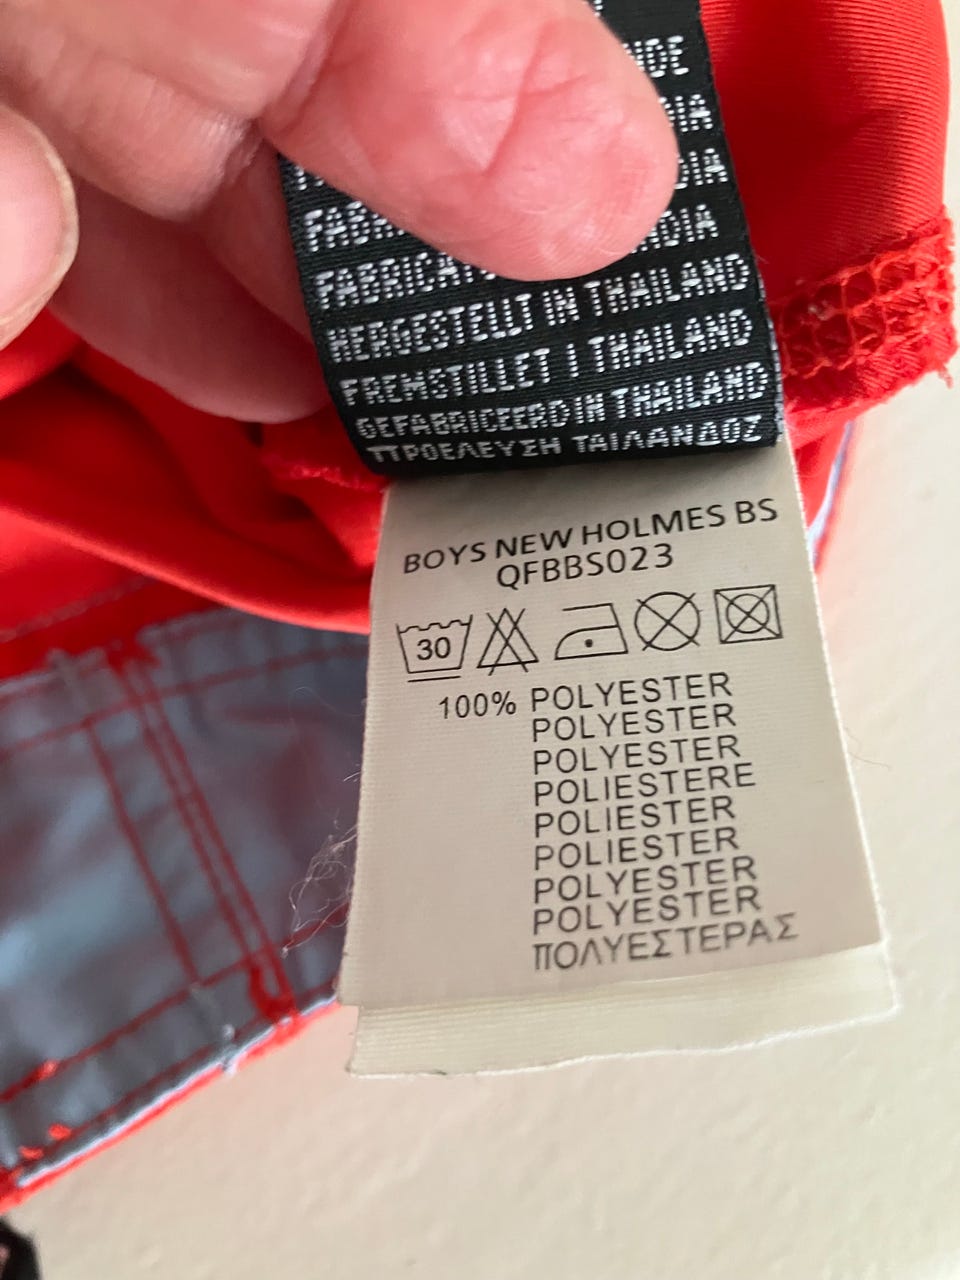 FABRICAT
HERGESTELLT IN THAILAND
FREMSTILLET I THAILAND
GEFABRICEERD IN THAILAND
ΠΡΟΕΛΕΥΣΗ ΤΑΙΛΑΝΔΟΣ
BOYS NEW HOLMES BS
QFBBS023
30
100% POLYESTER
POLYESTER
POLYESTER
POLIESTERE
POLIESTER
POLIESTER
POLYESTER
POLYESTER
ΠΟΛΥΕΣΤΕΡΑΣ